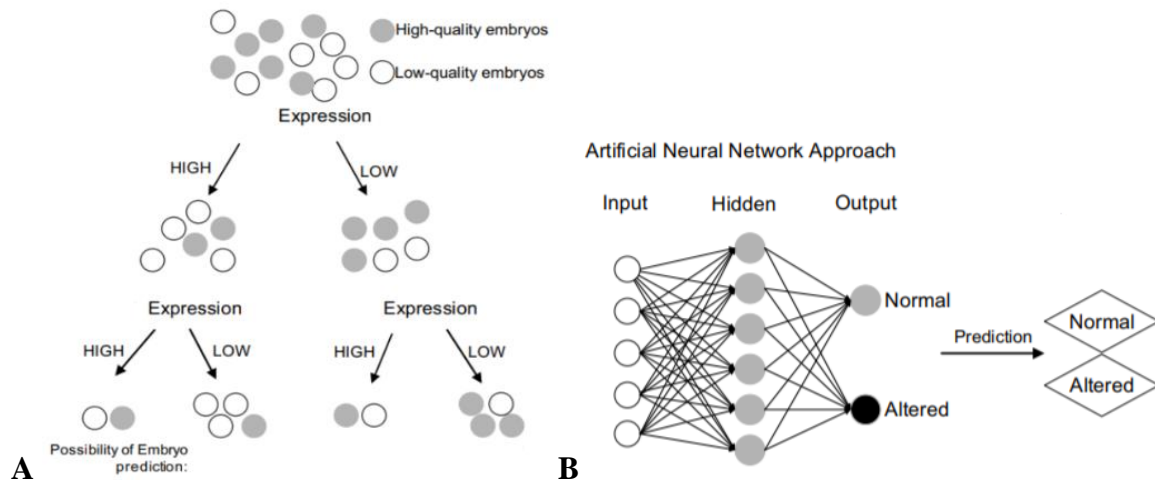 High-quality embryos
Low-quality embryos
Expression
HIGH
LOW
Expression
Expression
HIGH
LOW
HIGH
LOW
Possibility of Embryo
prediction:
A
Artificial Neural Network Approach
Input
Hidden
Output
Normal
Altered
Prediction
Normal
Altered
B